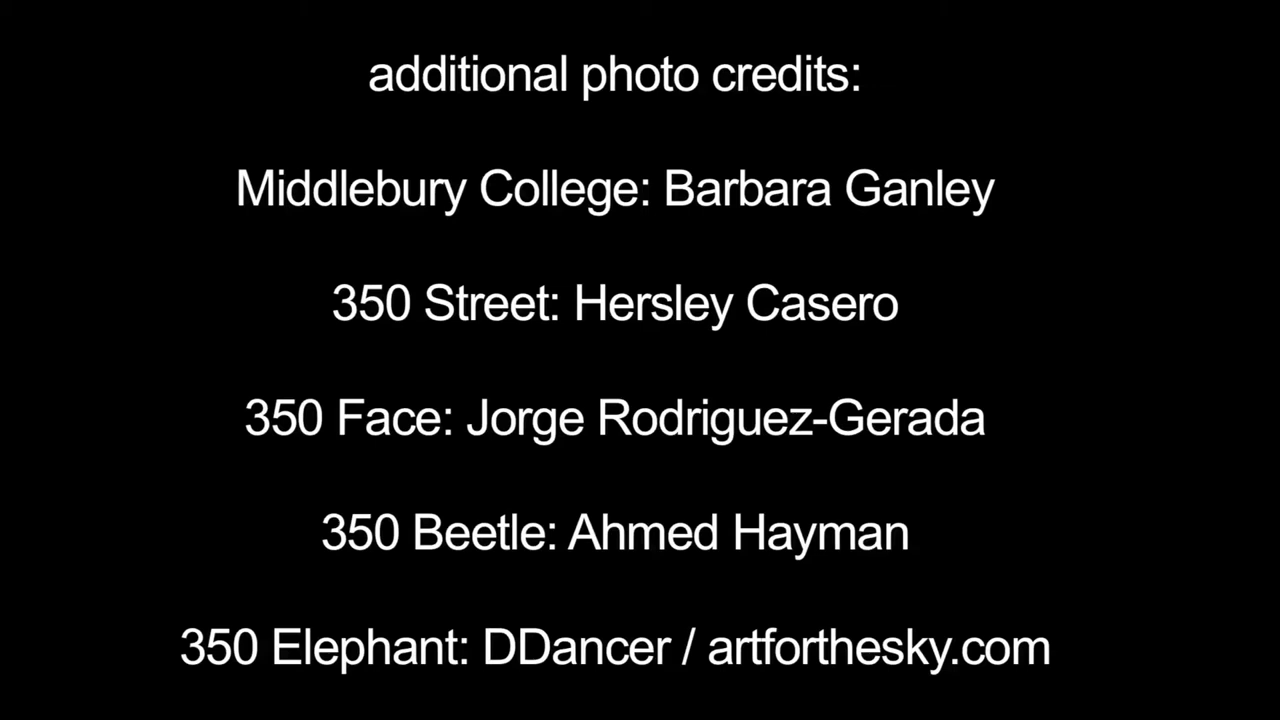 additional photo credits:
Middlebury College: Barbara Ganley
350 Street: Hersley Casero
350 Face: Jorge Rodriguez-Gerada
350 Beetle: Ahmed Hayman
350 Elephant: DDancer / artforthesky.com